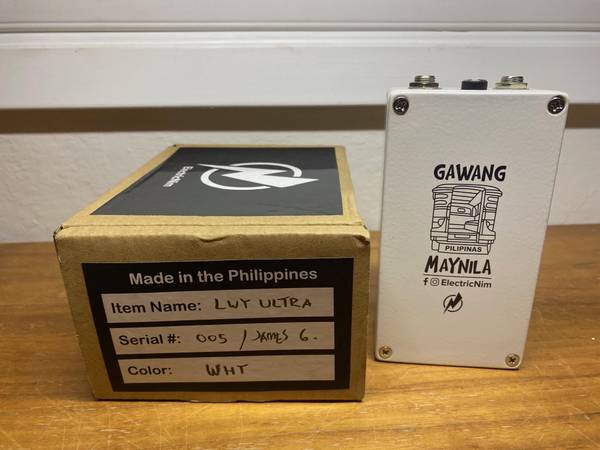 ElectricNim
Made in the Philippines
Item Name: LUY ULTRA
Serial #: 005 / JAMES G.
Color: WHT
GAWANG
PILIPINAS
MAYNILA
ElectricNim